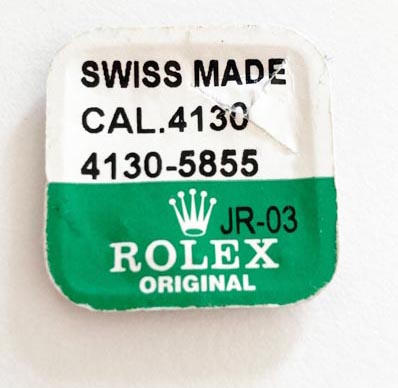 SWISS MADE
CAL.4130
4130-5855
JR-03
ROLEX
ORIGINAL